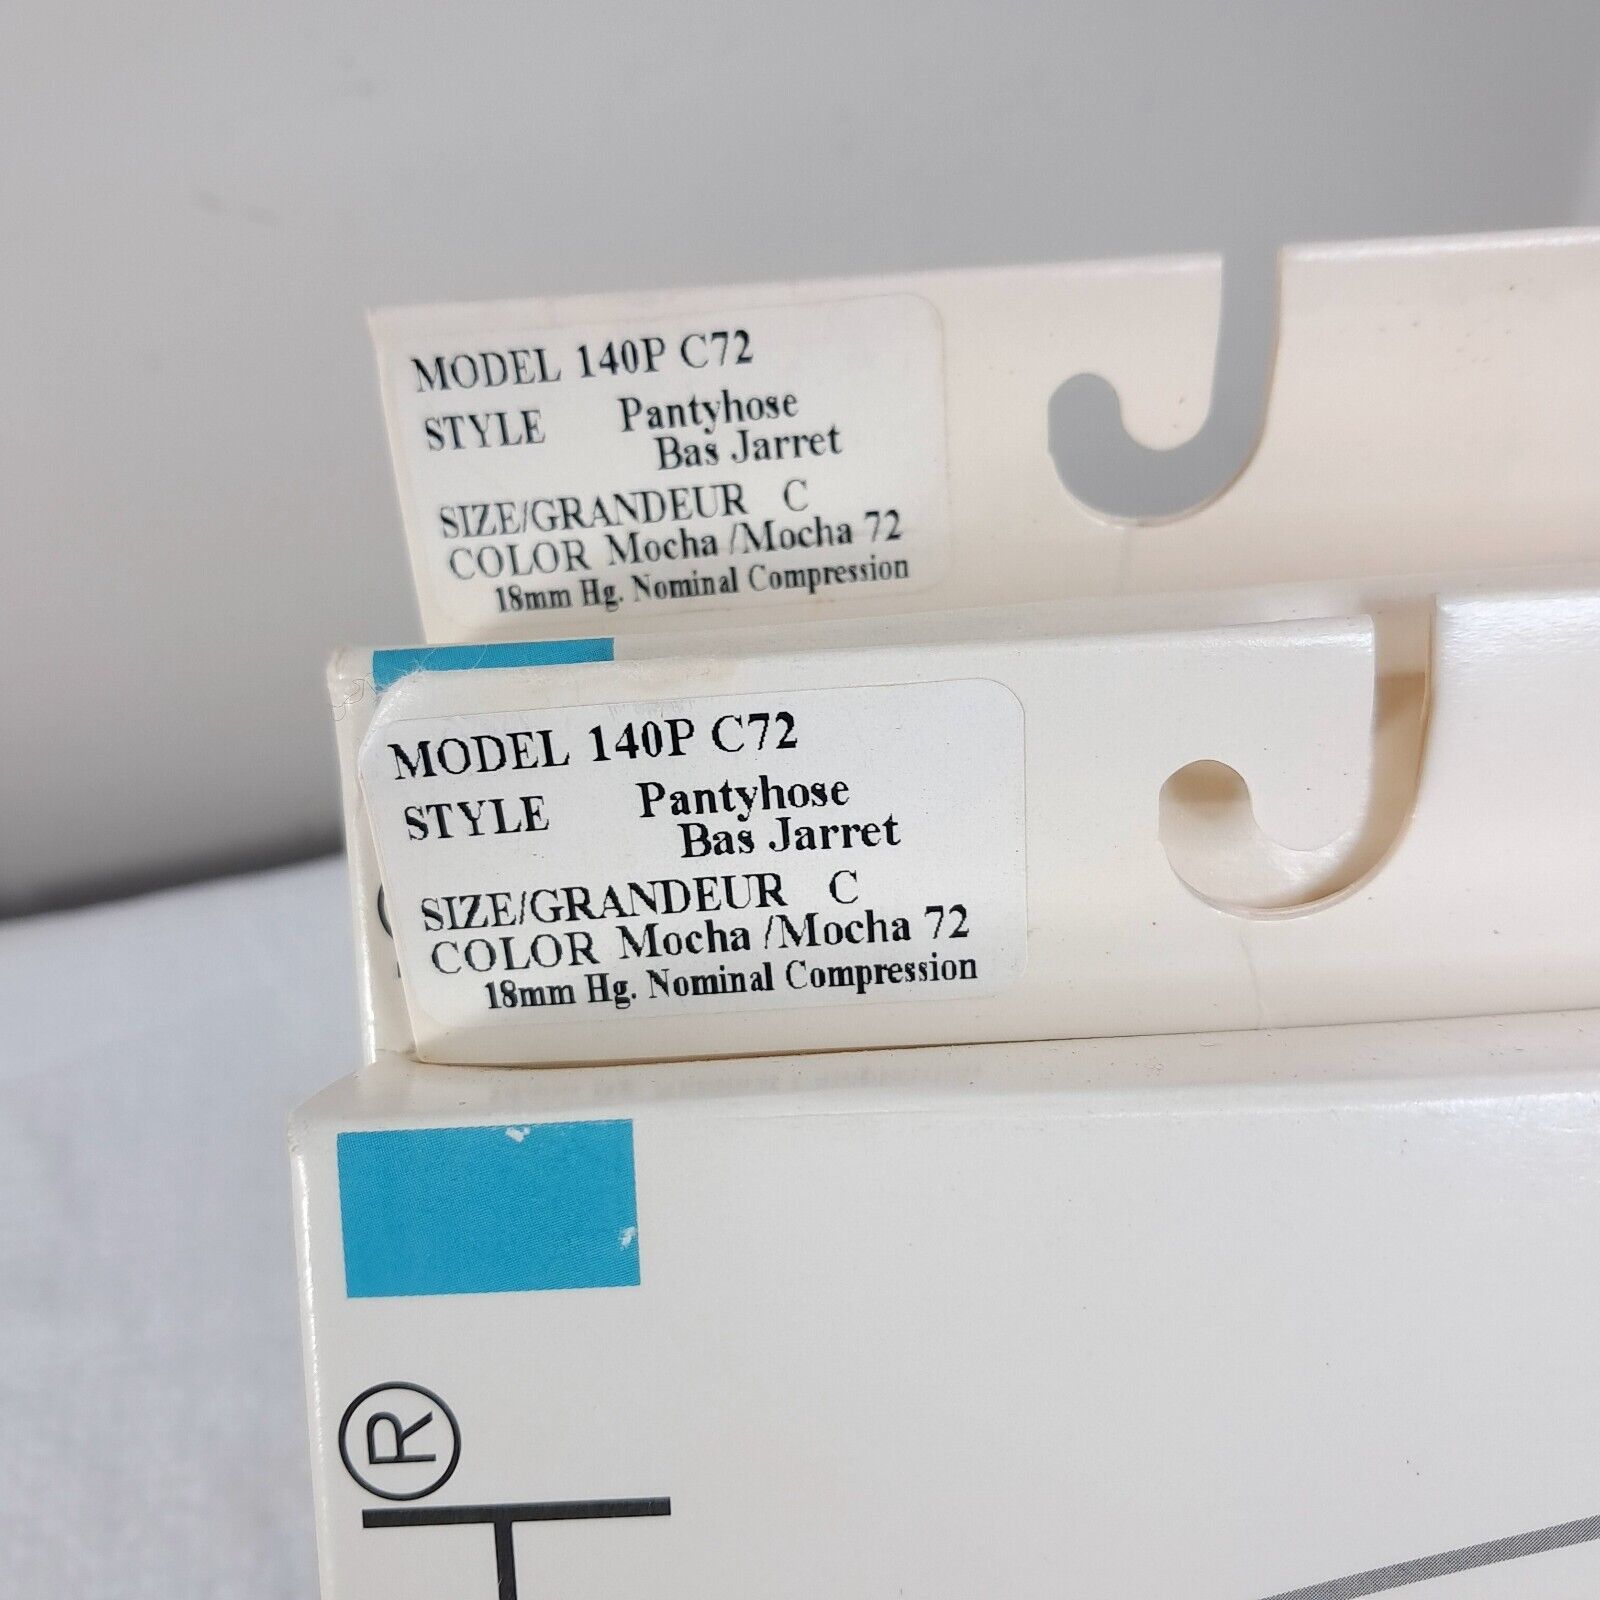 MODEL 140P C72
STYLE Pantyhose
Bas Jarret
SIZE/GRANDEUR C
COLOR Mocha /Mocha 72
18mm Hg. Nominal Compression
MODEL 140P C72
STYLE Pantyhose
Bas Jarret
SIZE/GRANDEUR C
COLOR Mocha /Mocha 72
18mm Hg. Nominal Compression
®